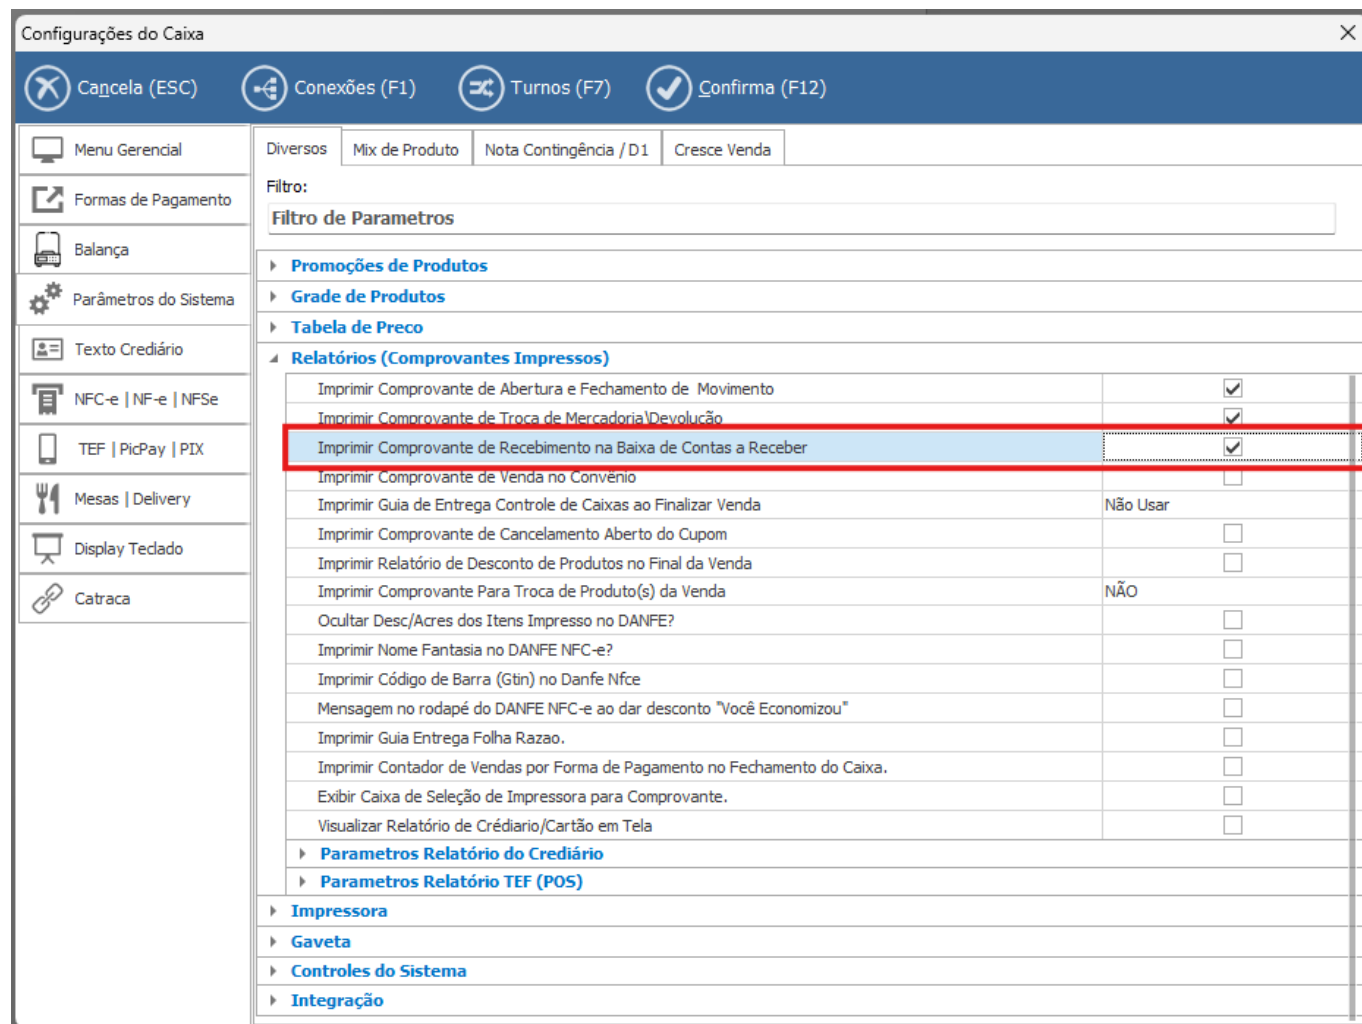 Configurações do Caixa
Cancela (ESC)
Conexões (F1)
Turnos (F7)
Confirma (F12)
Menu Gerencial
Formas de Pagamento
Balança
Parâmetros do Sistema
Texto Crediário
NFC-e | NF-e | NFSe
TEF | PicPay | PIX
Mesas | Delivery
Display Teclado
Catraca
Diversos
Mix de Produto
Nota Contingência / D1
Cresce Venda
Filtro:
Filtro de Parametros
Promoções de Produtos
Grade de Produtos
Tabela de Preco
Relatórios (Comprovantes Impressos)
Imprimir Comprovante de Abertura e Fechamento de  Movimento
Imprimir Comprovante de Troca de Mercadoria\Devolucão
Imprimir Comprovante de Recebimento na Baixa de Contas a Receber
Imprimir Comprovante de Venda no Convênio
Imprimir Guia de Entrega Controle de Caixas ao Finalizar Venda
Não Usar
Imprimir Comprovante de Cancelamento Aberto do Cupom
Imprimir Relatório de Desconto de Produtos no Final da Venda
Imprimir Comprovante Para Troca de Produto(s) da Venda
NÃO
Ocultar Desc/Acres dos Itens Impresso no DANFE?
Imprimir Nome Fantasia no DANFE NFC-e?
Imprimir Código de Barra (Gtin) no Danfe Nfce
Mensagem no rodapé do DANFE NFC-e ao dar desconto "Você Economizou"
Imprimir Guia Entrega Folha Razao.
Imprimir Contador de Vendas por Forma de Pagamento no Fechamento do Caixa.
Exibir Caixa de Seleção de Impressora para Comprovante.
Visualizar Relatório de Crédiario/Cartão em Tela
Parametros Relatório do Crediário
Parametros Relatório TEF (POS)
Impressora
Gaveta
Controles do Sistema
Integração